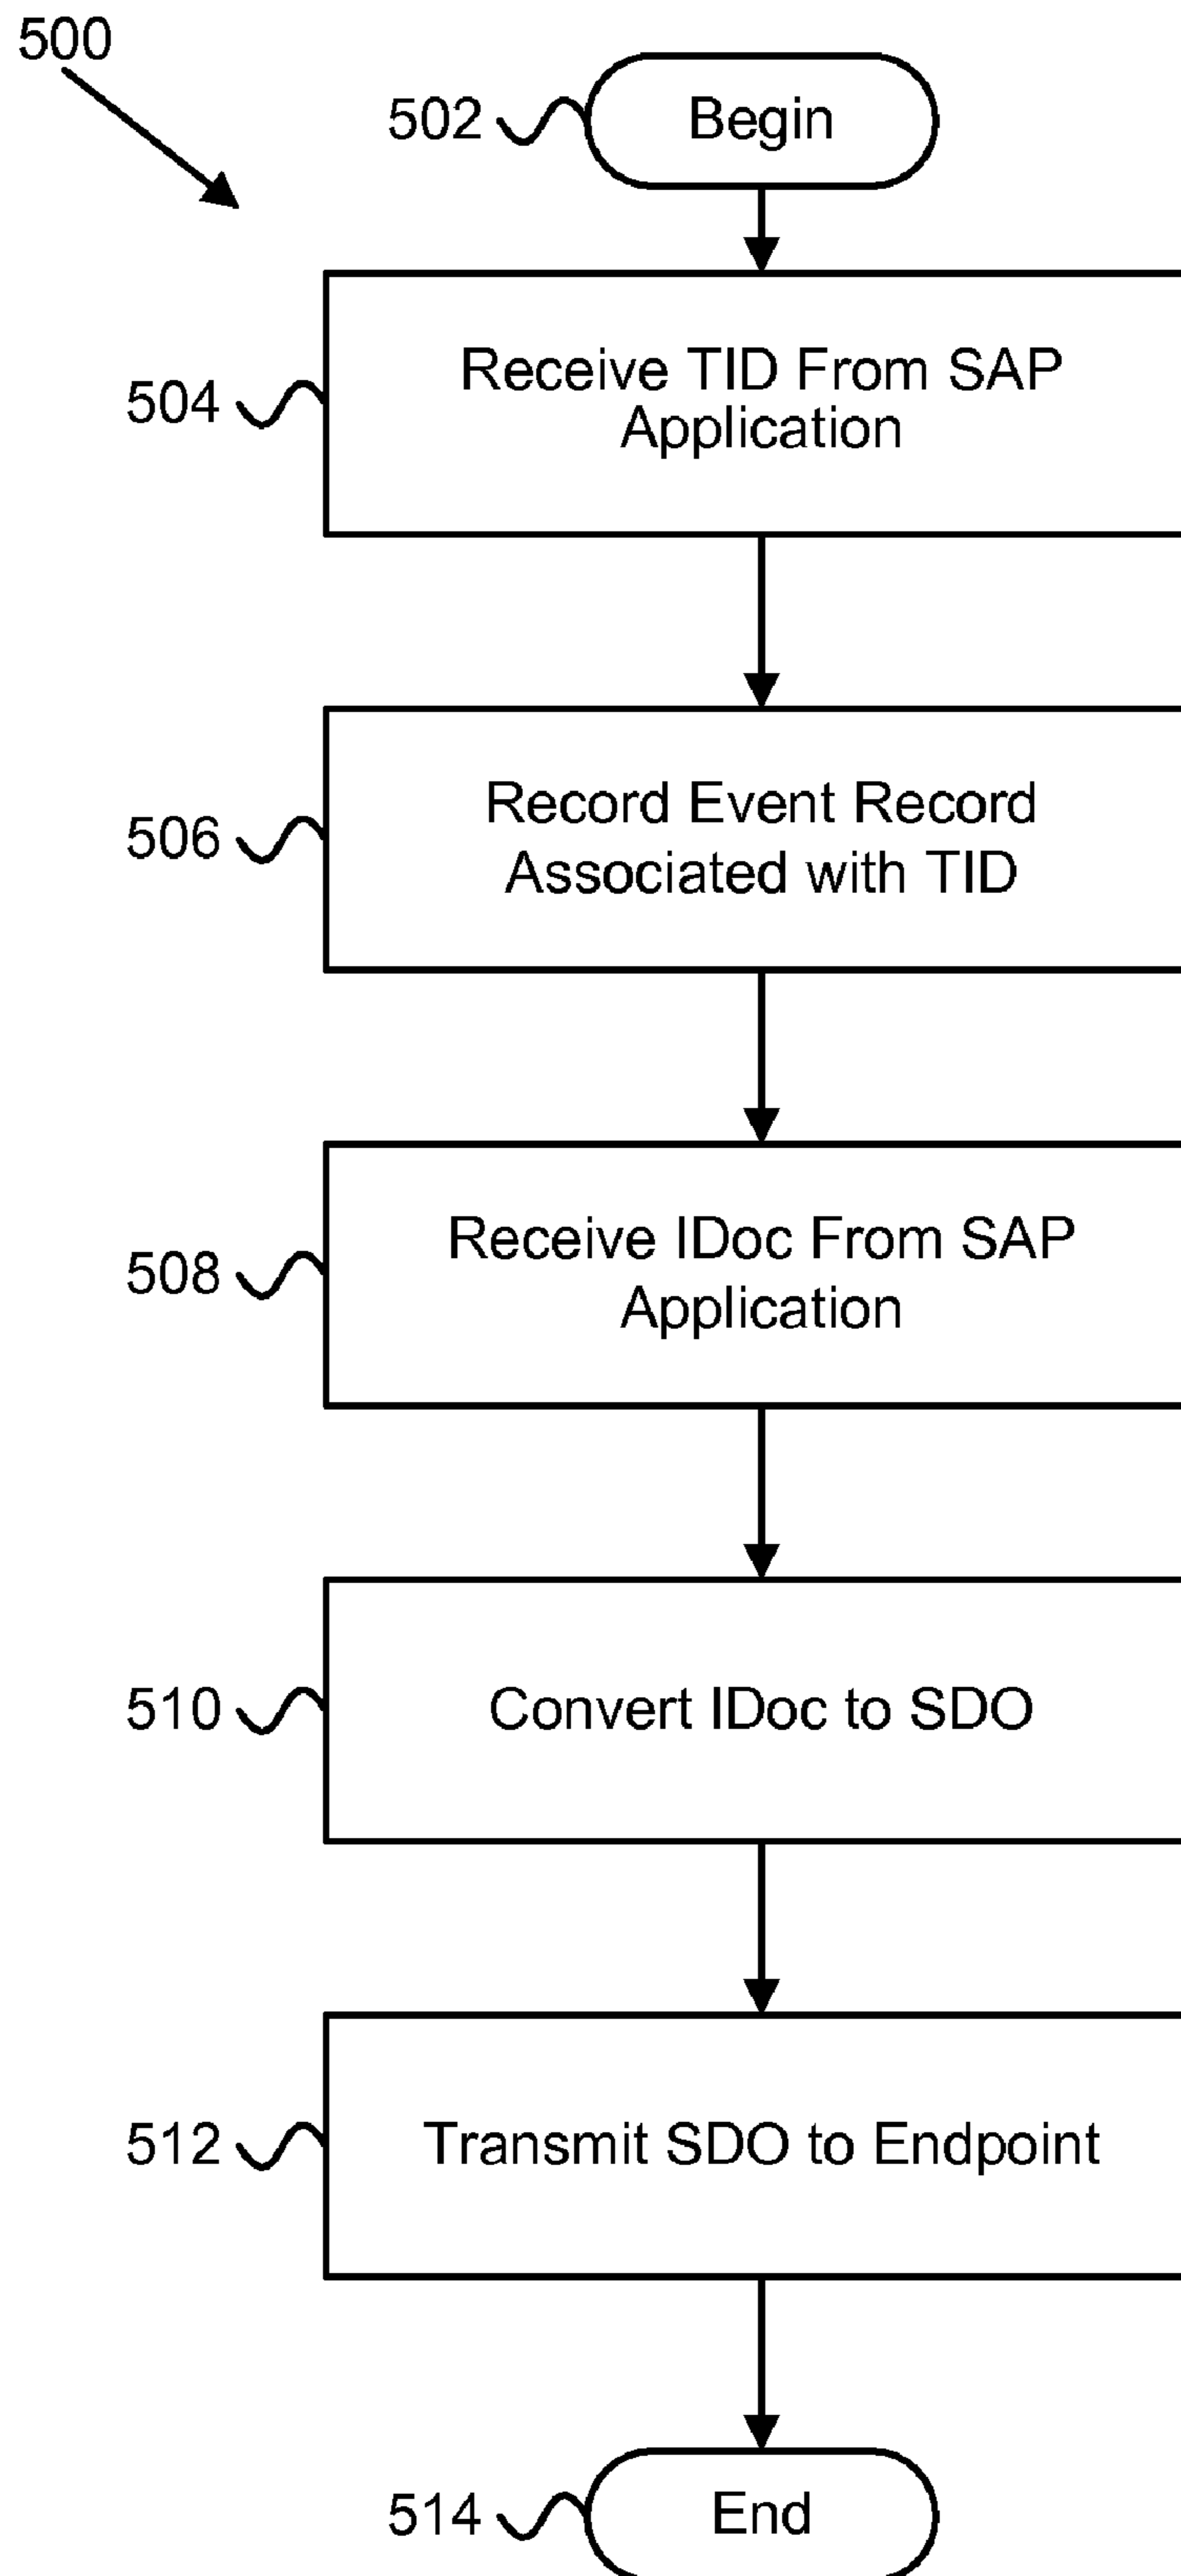 500
502 Begin
504 Receive TID From SAP
Application
506 Record Event Record
Associated with TID
508 Receive IDoc From SAP
Application
510 Convert IDoc to SDO
512 Transmit SDO to Endpoint
514 End